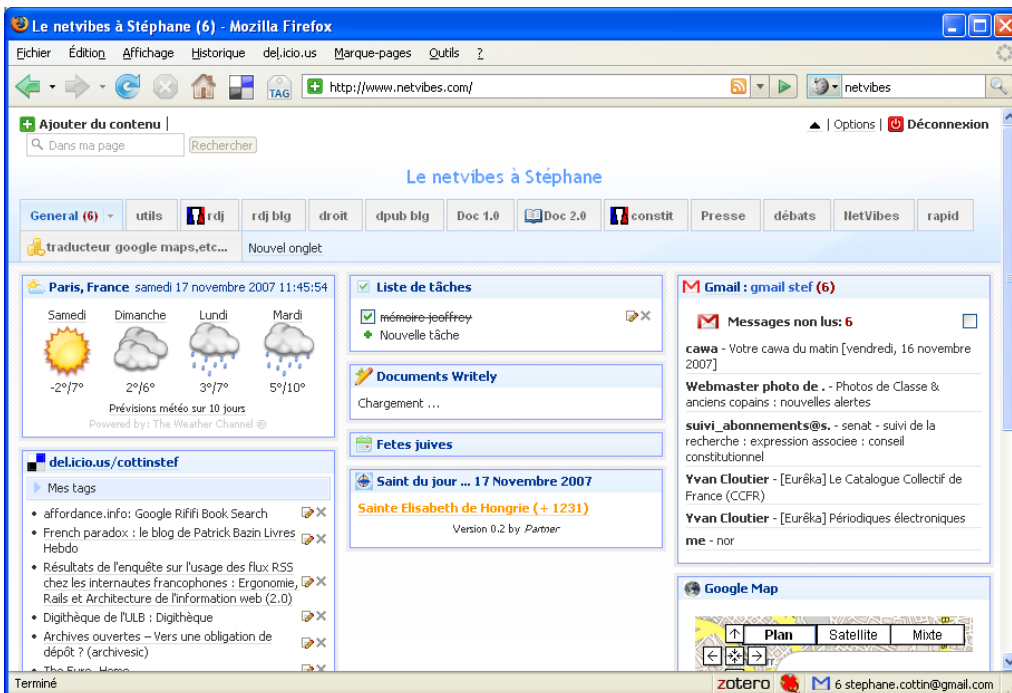 Le netvibes à Stéphane (6) - Mozilla Firefox
Fichier Édition Affichage Historique del.icio.us Marque-pages Outils ?
TAG http://www.netvibes.com/ netvibes
Ajouter du contenu | | Options | Déconnexion
Dans ma page Rechercher
Le netvibes à Stéphane
General (6) utils rdj rdj blg droit dpub blg Doc 1.0 Doc 2.0 constit Presse débats NetVibes rapid
traducteur google maps,etc... Nouvel onglet
Paris, France samedi 17 novembre 2007 11:45:54
Samedi Dimanche Lundi Mardi
-2°/7° 2°/6° 3°/7° 5°/10°
Prévisions météo sur 10 jours
Powered by: The Weather Channel ®
del.icio.us/cottinstef
Mes tags
affordance.info: Google Rififi Book Search
French paradox : le blog de Patrick Bazin Livres
Hebdo
Résultats de l'enquête sur l'usage des flux RSS
chez les internautes francophones : Ergonomie,
Rails et Architecture de l'information web (2.0)
Digithèque de l'ULB : Digithèque
Archives ouvertes – Vers une obligation de
dépôt ? (archivesic)
Liste de tâches
mémoire jeoffrey
Nouvelle tâche
Documents Writely
Chargement ...
Fetes juives
Saint du jour ... 17 Novembre 2007
Sainte Elisabeth de Hongrie (+ 1231)
Version 0.2 by Partner
Gmail : gmail stef (6)
Messages non lus: 6
cawa - Votre cawa du matin [vendredi, 16 novembre
2007]
Webmaster photo de . - Photos de Classe &
anciens copains : nouvelles alertes
suivi_abonnements@s. - senat - suivi de la
recherche : expression associee : conseil
constitutionnel
Yvan Cloutier - [Eurêka] Le Catalogue Collectif de
France (CCFR)
Yvan Cloutier - [Eurêka] Périodiques électroniques
me - nor
Google Map
Plan Satellite Mixte
Terminé zotero 6 stephane.cottin@gmail.com